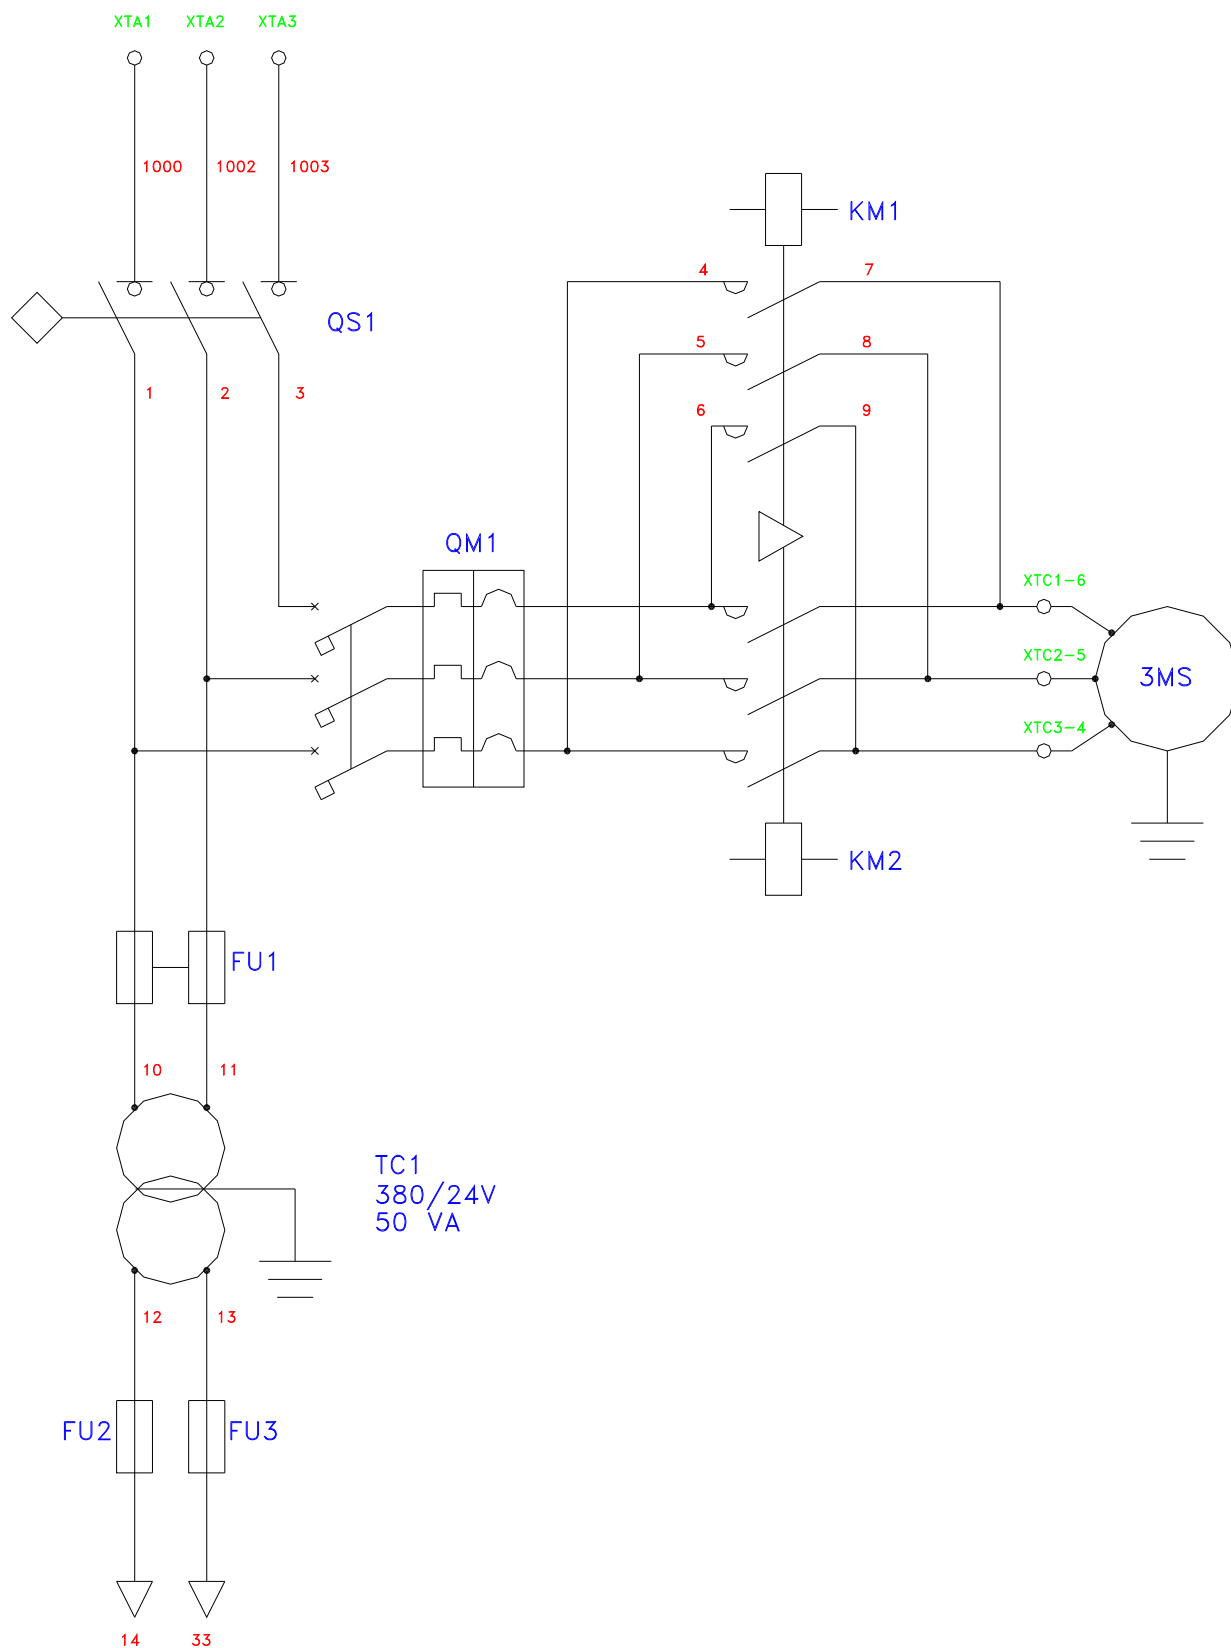 XTA1 XTA2 XTA3
1000 1002 1003
KM1
4 7
QS1
5 8
1 2 3
6 9
QM1
XTC1-6
XTC2-5
3MS
XTC3-4
KM2
FU1
10 11
TC1
380/24V
50 VA
12 13
FU2 FU3
14 33